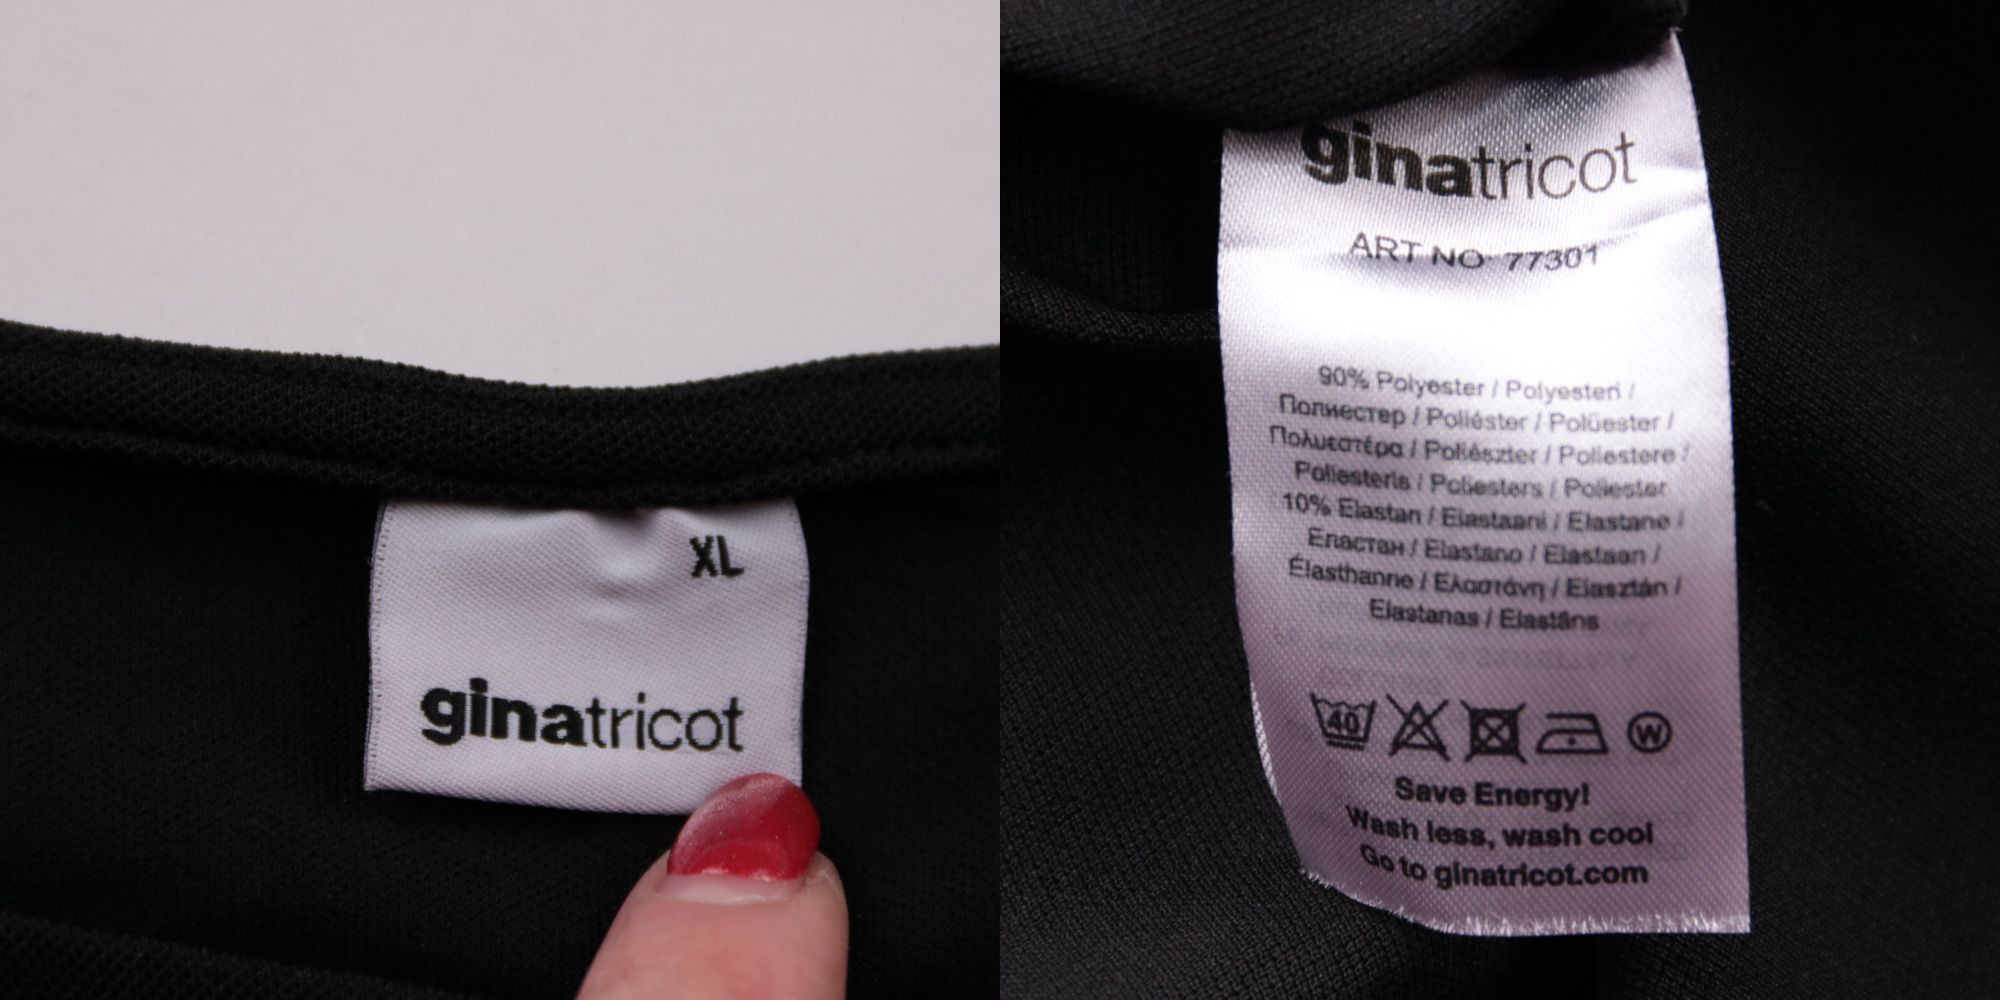 XL
ginatricot
ginatricot
ART NO 77301
90% Polyester / Polyesteri /
Полиестер / Poliéster / Polüester /
Πολυεστέρα / Poliészter / Poliestere /
Poliesteris / Poliesters / Poliester
10% Elastan / Elastaani / Elastane /
Еластан / Elastano / Elastaan /
Élasthanne / Ελαστάνη / Elasztán /
Elastanas / Elastāns
40
W
Save Energy!
Wash less, wash cool
Go to ginatricot.com